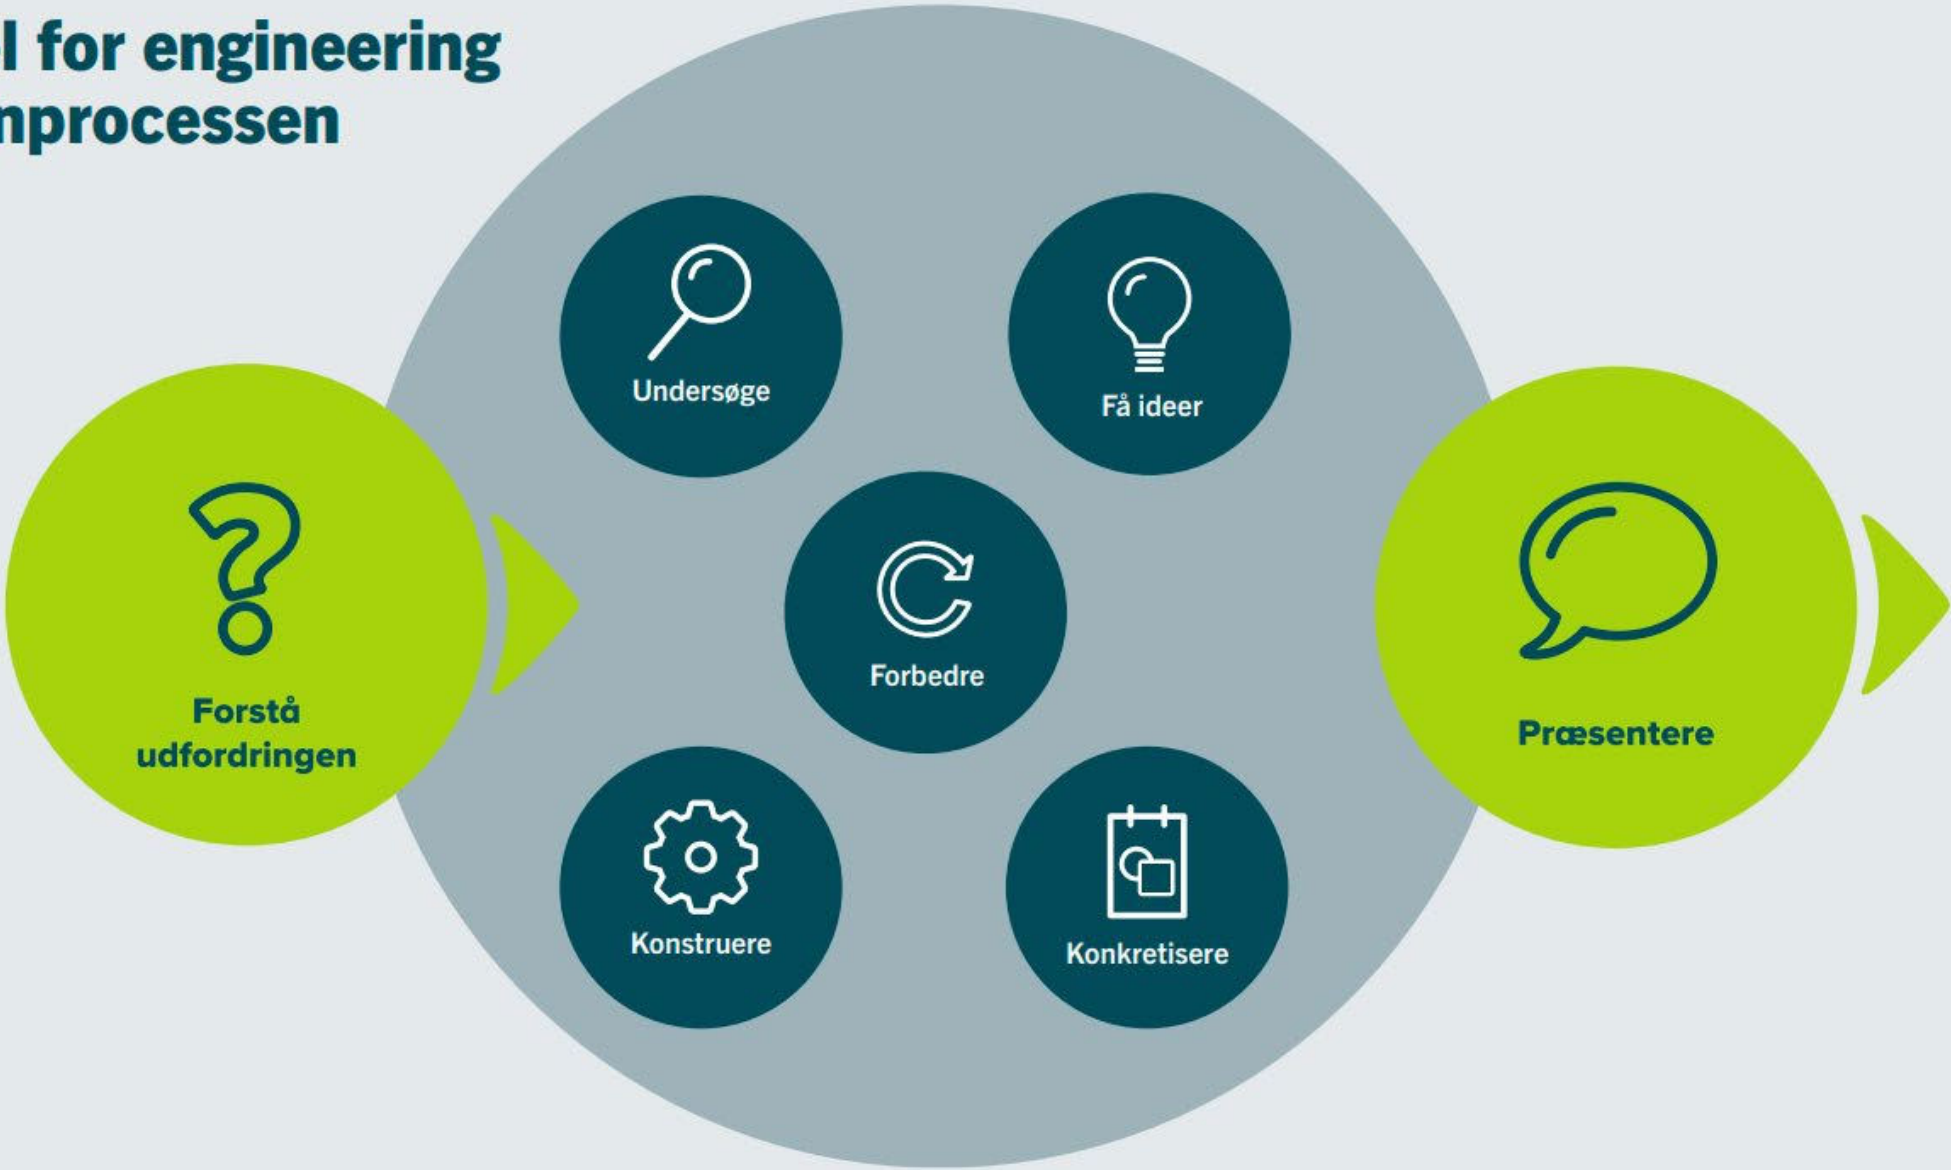 l for engineering
nprocessen
Undersøge
Få ideer
Forbedre
Forstå
udfordringen
Præsentere
Konstruere
Konkretisere